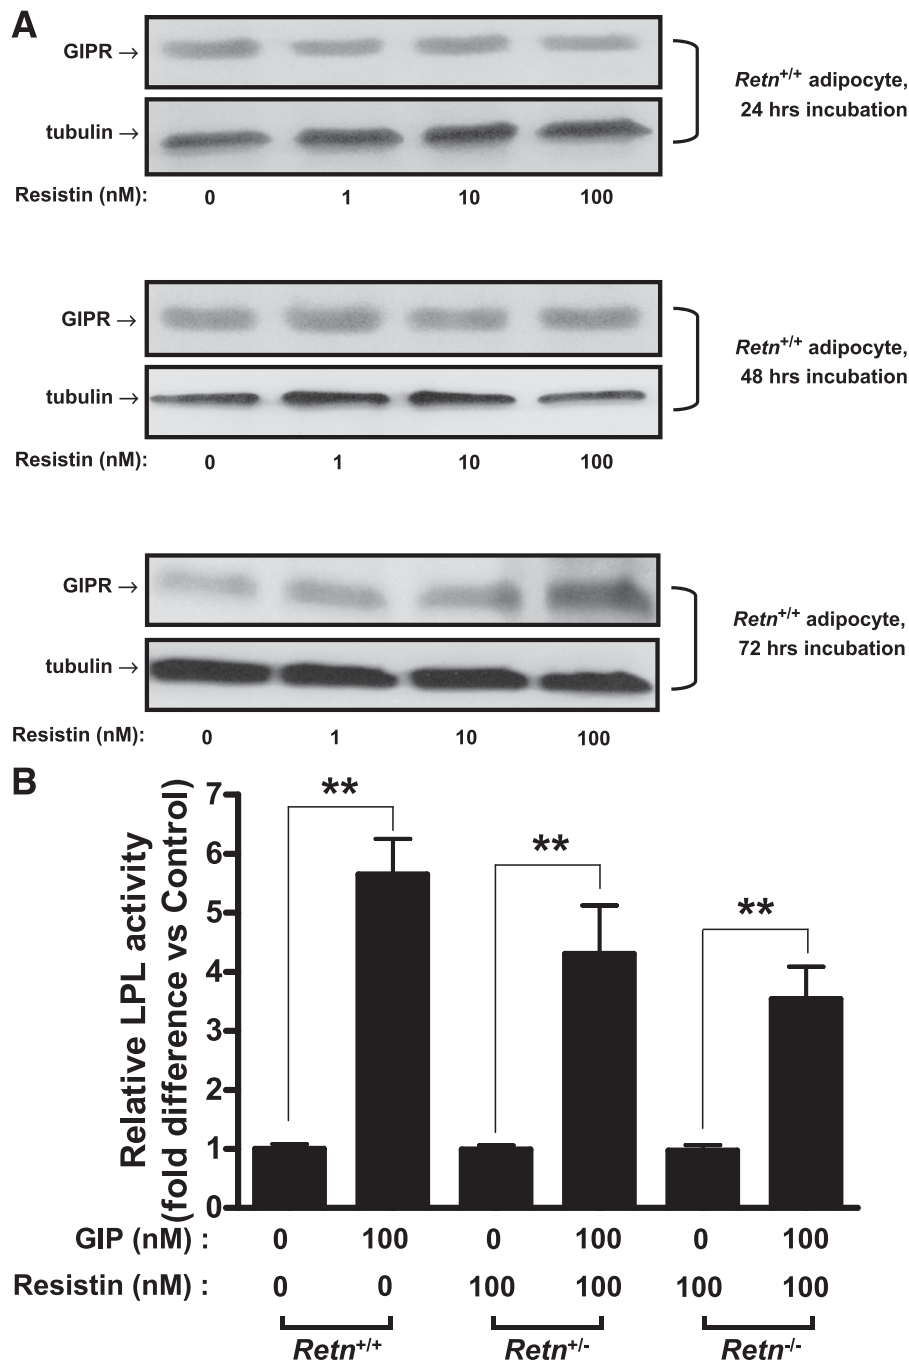 A
GIPR →
tubulin →
Retn+/+ adipocyte,
24 hrs incubation
Resistin (nM): 0 1 10 100
GIPR →
tubulin →
Retn+/+ adipocyte,
48 hrs incubation
Resistin (nM): 0 1 10 100
GIPR →
tubulin →
Retn+/+ adipocyte,
72 hrs incubation
Resistin (nM): 0 1 10 100
B
Relative LPL activity
(fold difference vs Control)
7
6
5
4
3
2
1
0
**
**
**
GIP (nM) : 0 100 0 100 0 100
Resistin (nM) : 0 0 100 100 100 100
Retn+/+ Retn+/- Retn-/-